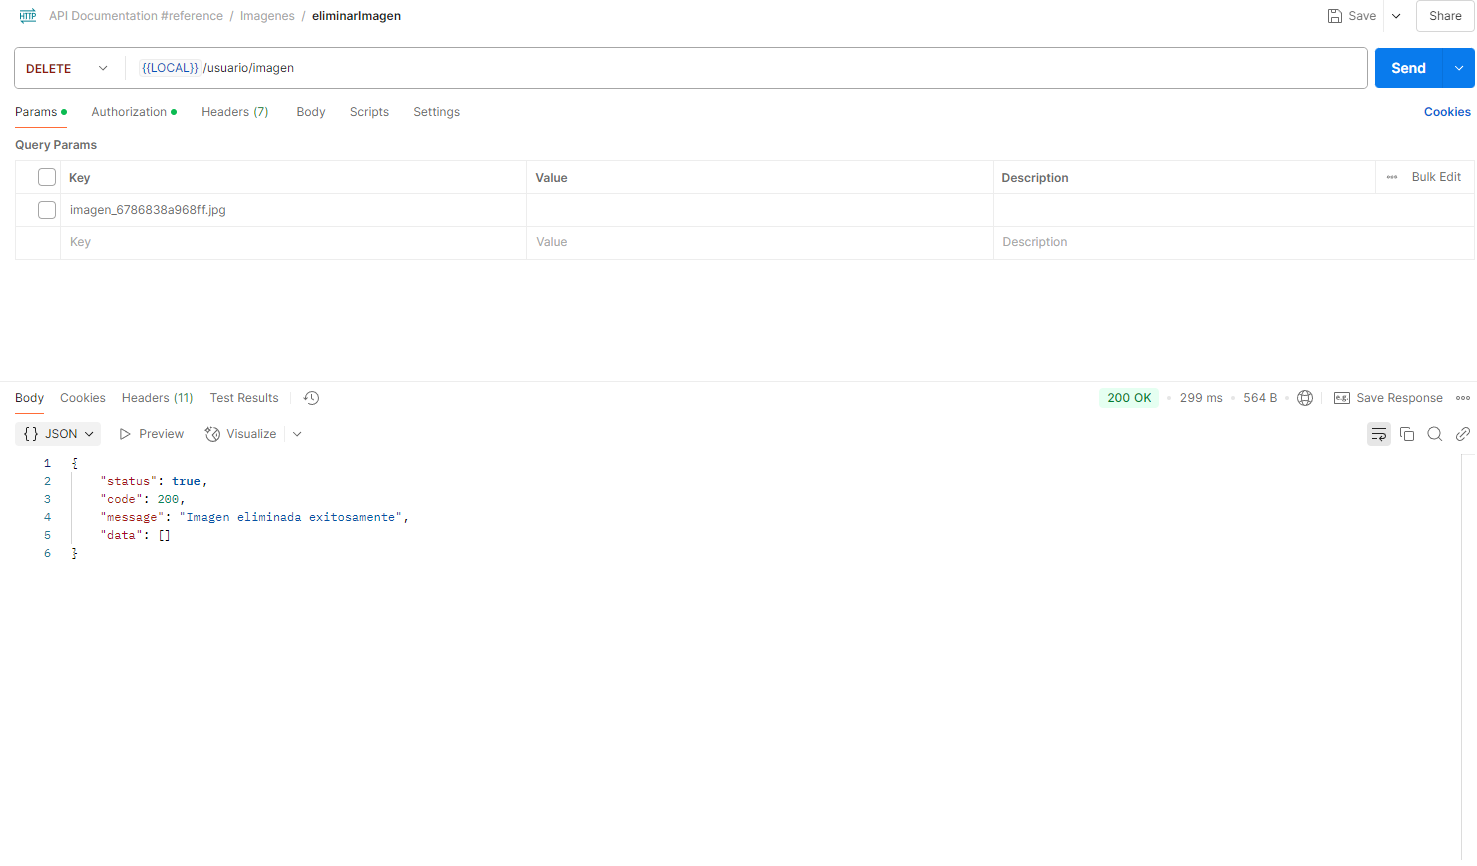 HTTP API Documentation #reference / Imagenes / eliminarImagen Save Share
DELETE {{LOCAL}}/usuario/imagen Send
Params Authorization Headers (7) Body Scripts Settings Cookies
Query Params
Key Value Description Bulk Edit
imagen_6786838a968ff.jpg
Key Value Description
Body Cookies Headers (11) Test Results 200 OK 299 ms 564 B e.g. Save Response
{} JSON Preview Visualize
1 {
2 "status": true,
3 "code": 200,
4 "message": "Imagen eliminada exitosamente",
5 "data": []
6 }